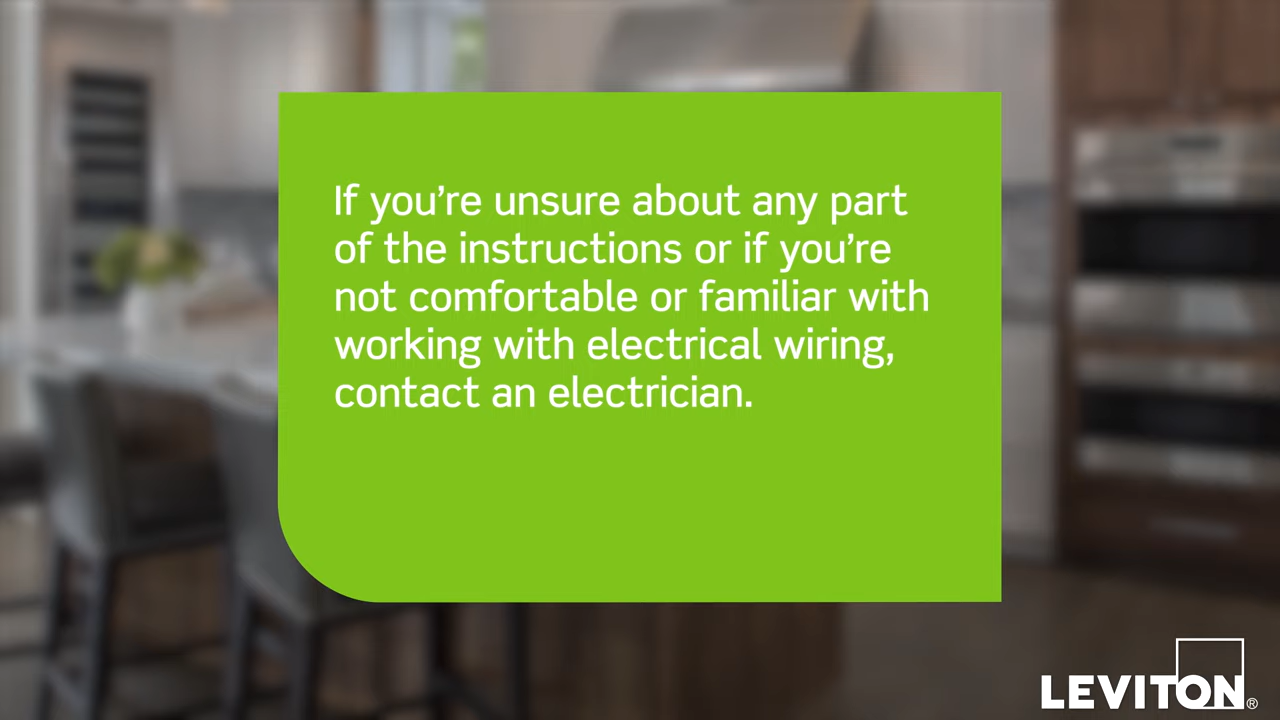 If you’re unsure about any part
of the instructions or if you’re
not comfortable or familiar with
working with electrical wiring,
contact an electrician.
LEVITON®